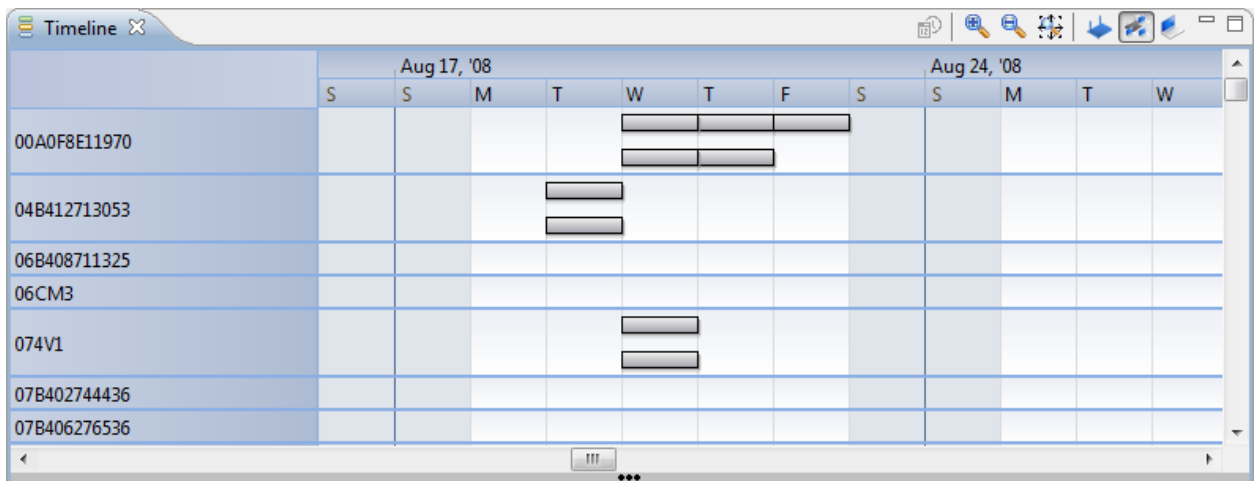 Timeline
Aug 17, '08 Aug 24, '08
S S M T W T F S S M T W
00A0F8E11970
04B412713053
06B408711325
06CM3
074V1
07B402744436
07B406276536